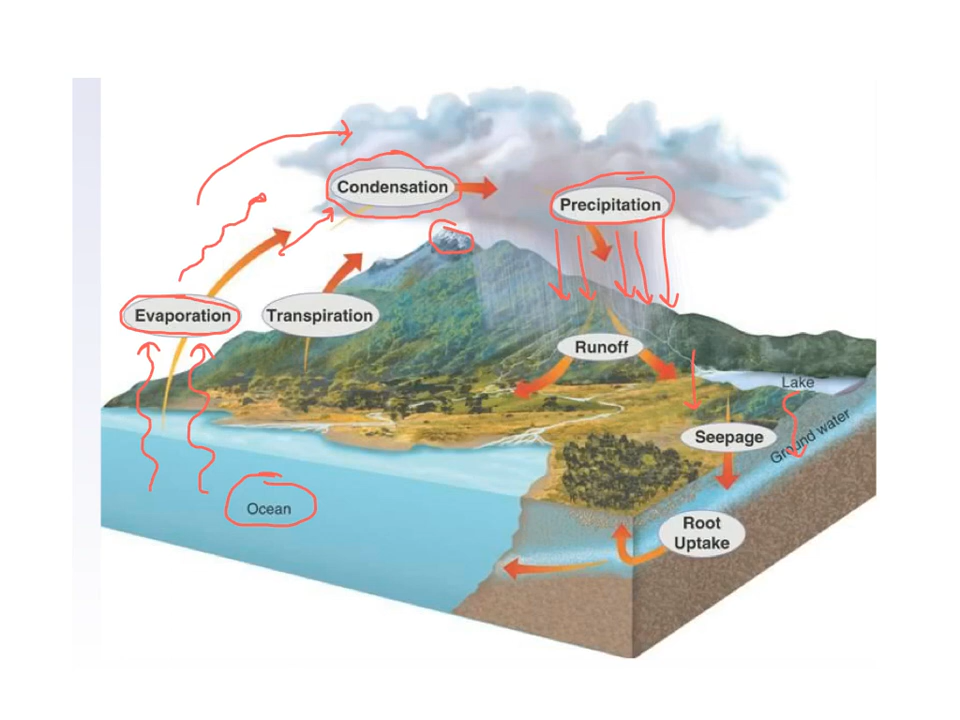 Condensation
Precipitation
Evaporation
Transpiration
Runoff
Lake
Ground water
Seepage
Ocean
Root
Uptake